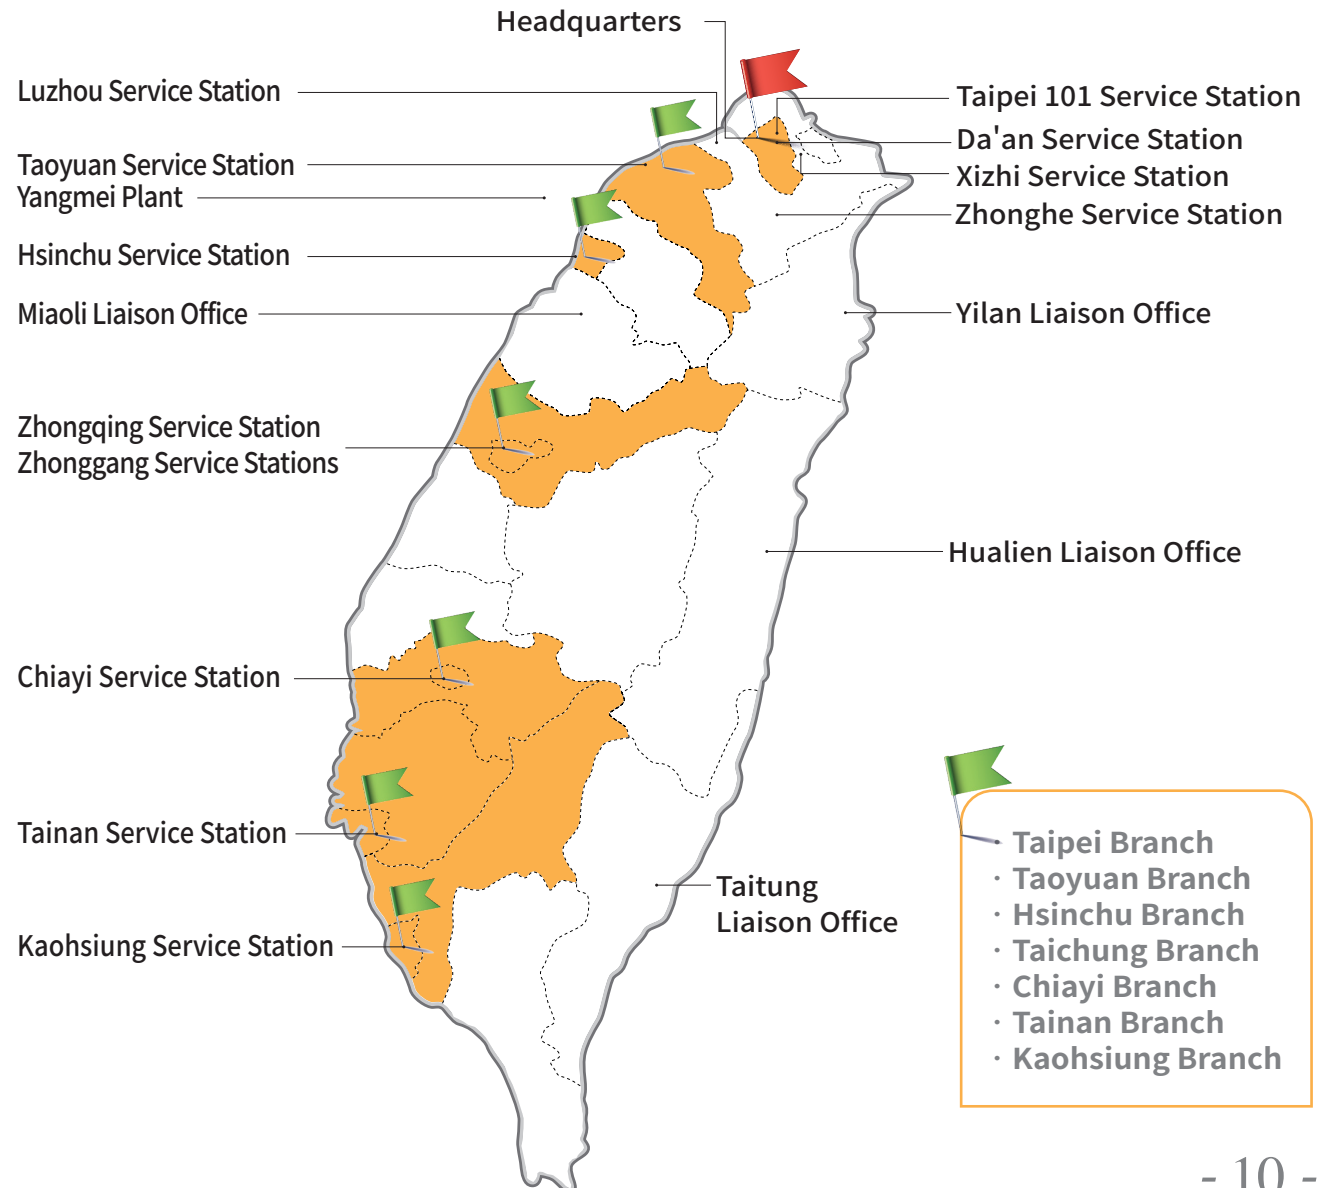 Headquarters
Luzhou Service Station
Taoyuan Service Station
Yangmei Plant
Hsinchu Service Station
Miaoli Liaison Office
Zhongqing Service Station
Zhonggang Service Stations
Chiayi Service Station
Tainan Service Station
Kaohsiung Service Station
Taipei 101 Service Station
Da'an Service Station
Xizhi Service Station
Zhonghe Service Station
Yilan Liaison Office
Hualien Liaison Office
Taitung
Liaison Office
Taipei Branch
· Taoyuan Branch
· Hsinchu Branch
· Taichung Branch
· Chiayi Branch
· Tainan Branch
· Kaohsiung Branch
- 10 -